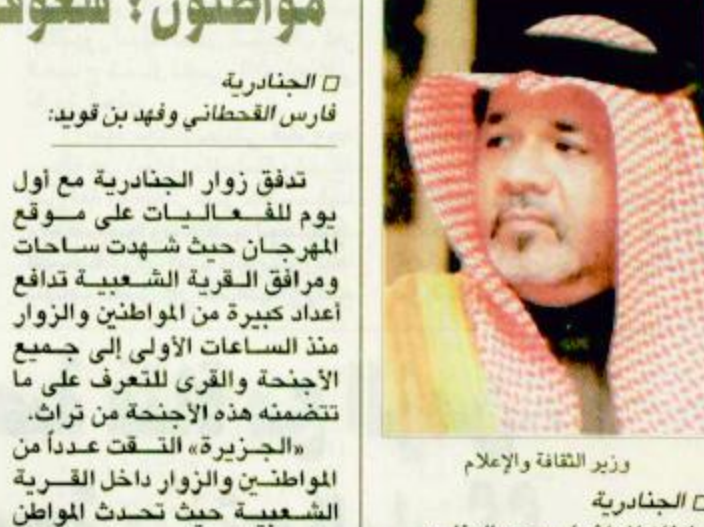 مواطنون:
□ الجنادرية
فارس القحطاني وفهد بن قويد:
تدفق زوار الجنادرية مع أول
يوم للفعاليات على موقع
المهرجان حيث شهدت ساحات
ومرافق القرية الشعبية تدافع
أعداد كبيرة من المواطنين والزوار
منذ الساعات الأولى إلى جميع
الأجنحة والقرى للتعرف على ما
تتضمنه هذه الأجنحة من تراث.
«الجزيرة» التقت عدداً من
المواطنين والزوار داخل القرية
الشعبية حيث تحدث المواطن
وزير الثقافة والإعلام
□ الجنادرية